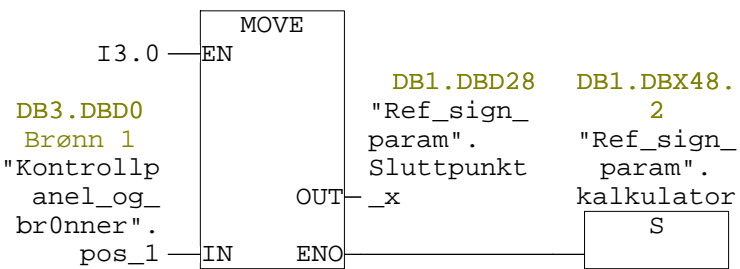 MOVE
I3.0
EN
DB3.DBD0
Brønn 1
"Kontrollp
anel_og_
br0nner".
pos_1
IN
OUT
ENO
DB1.DBD28
"Ref_sign_
param".
Sluttpunkt
_x
DB1.DBX48.
2
"Ref_sign_
param".
kalkulator
S